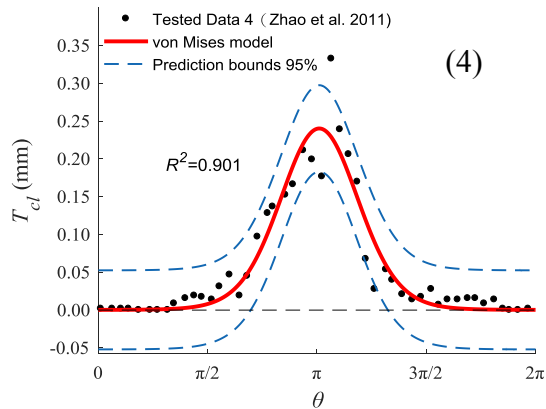 Tested Data 4（Zhao et al. 2011)
von Mises model
Prediction bounds 95%
(4)
R²=0.901
T_cl (mm)
0.35
0.30
0.25
0.20
0.15
0.10
0.05
0.00
-0.05
0
π/2
π
3π/2
2π
θ